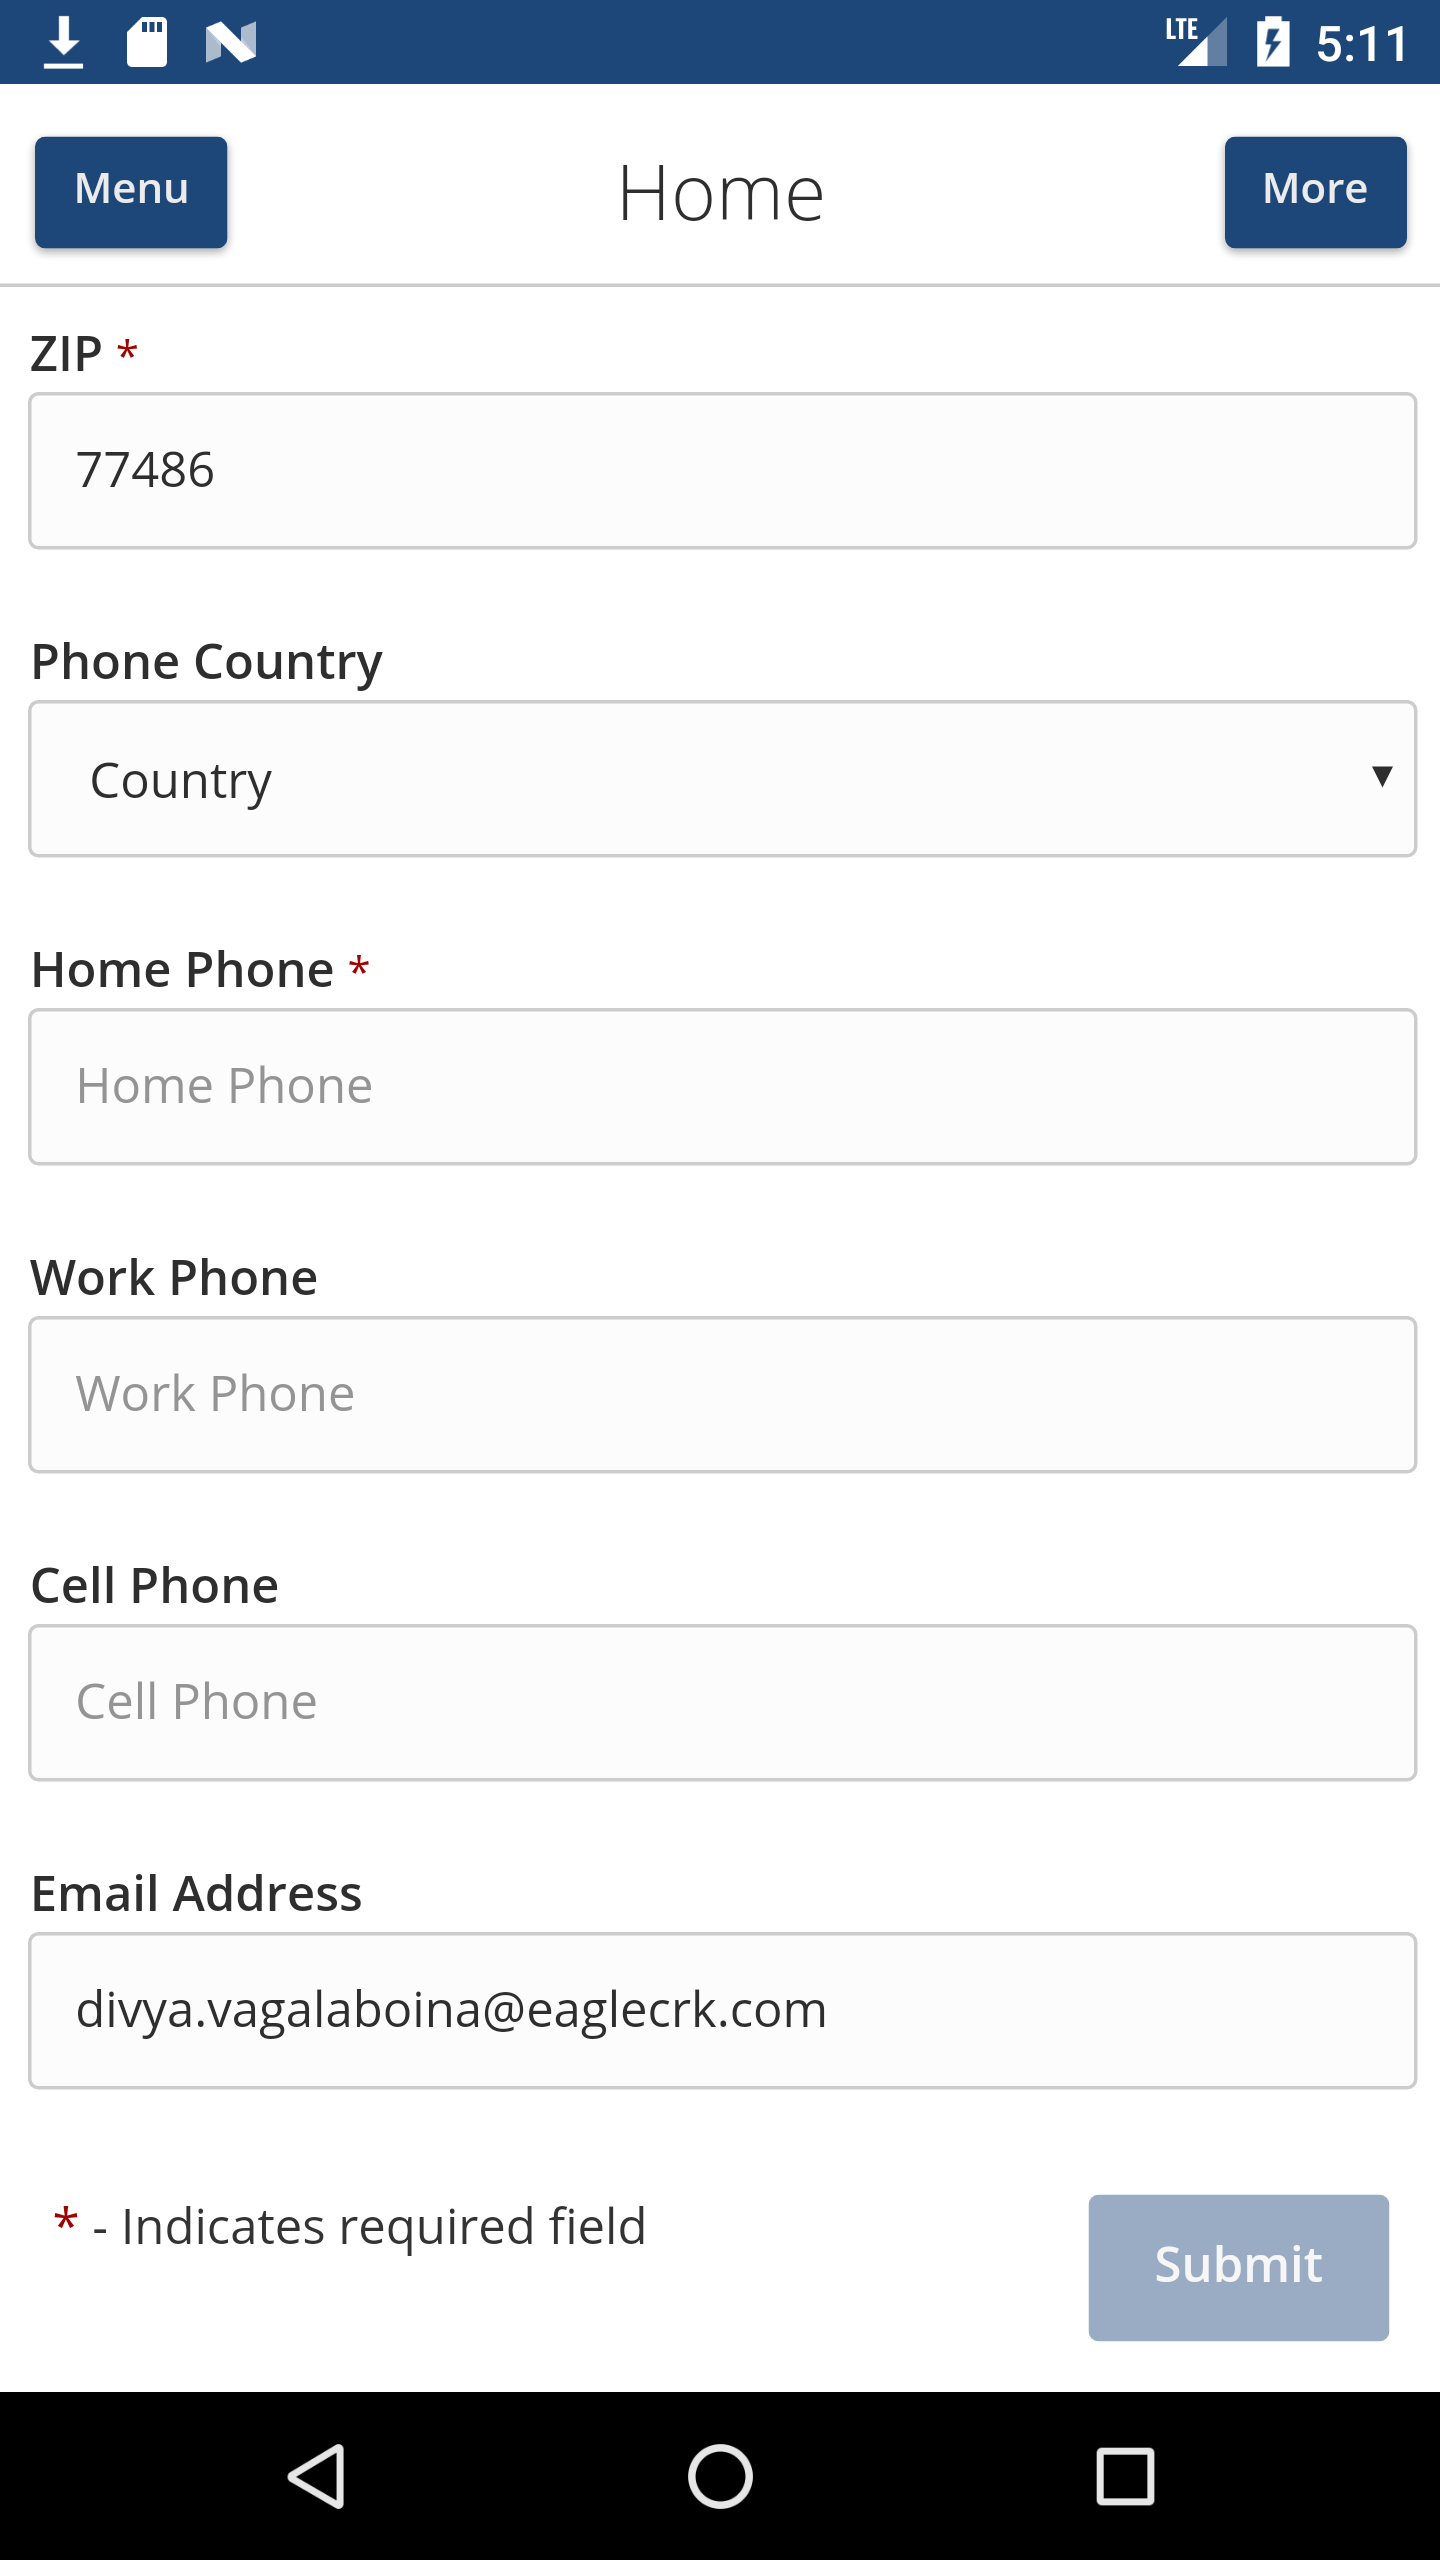 LTE 5:11
Menu Home More
ZIP *
77486
Phone Country
Country
Home Phone *
Home Phone
Work Phone
Work Phone
Cell Phone
Cell Phone
Email Address
divya.vagalaboina@eaglecrk.com
* - Indicates required field
Submit